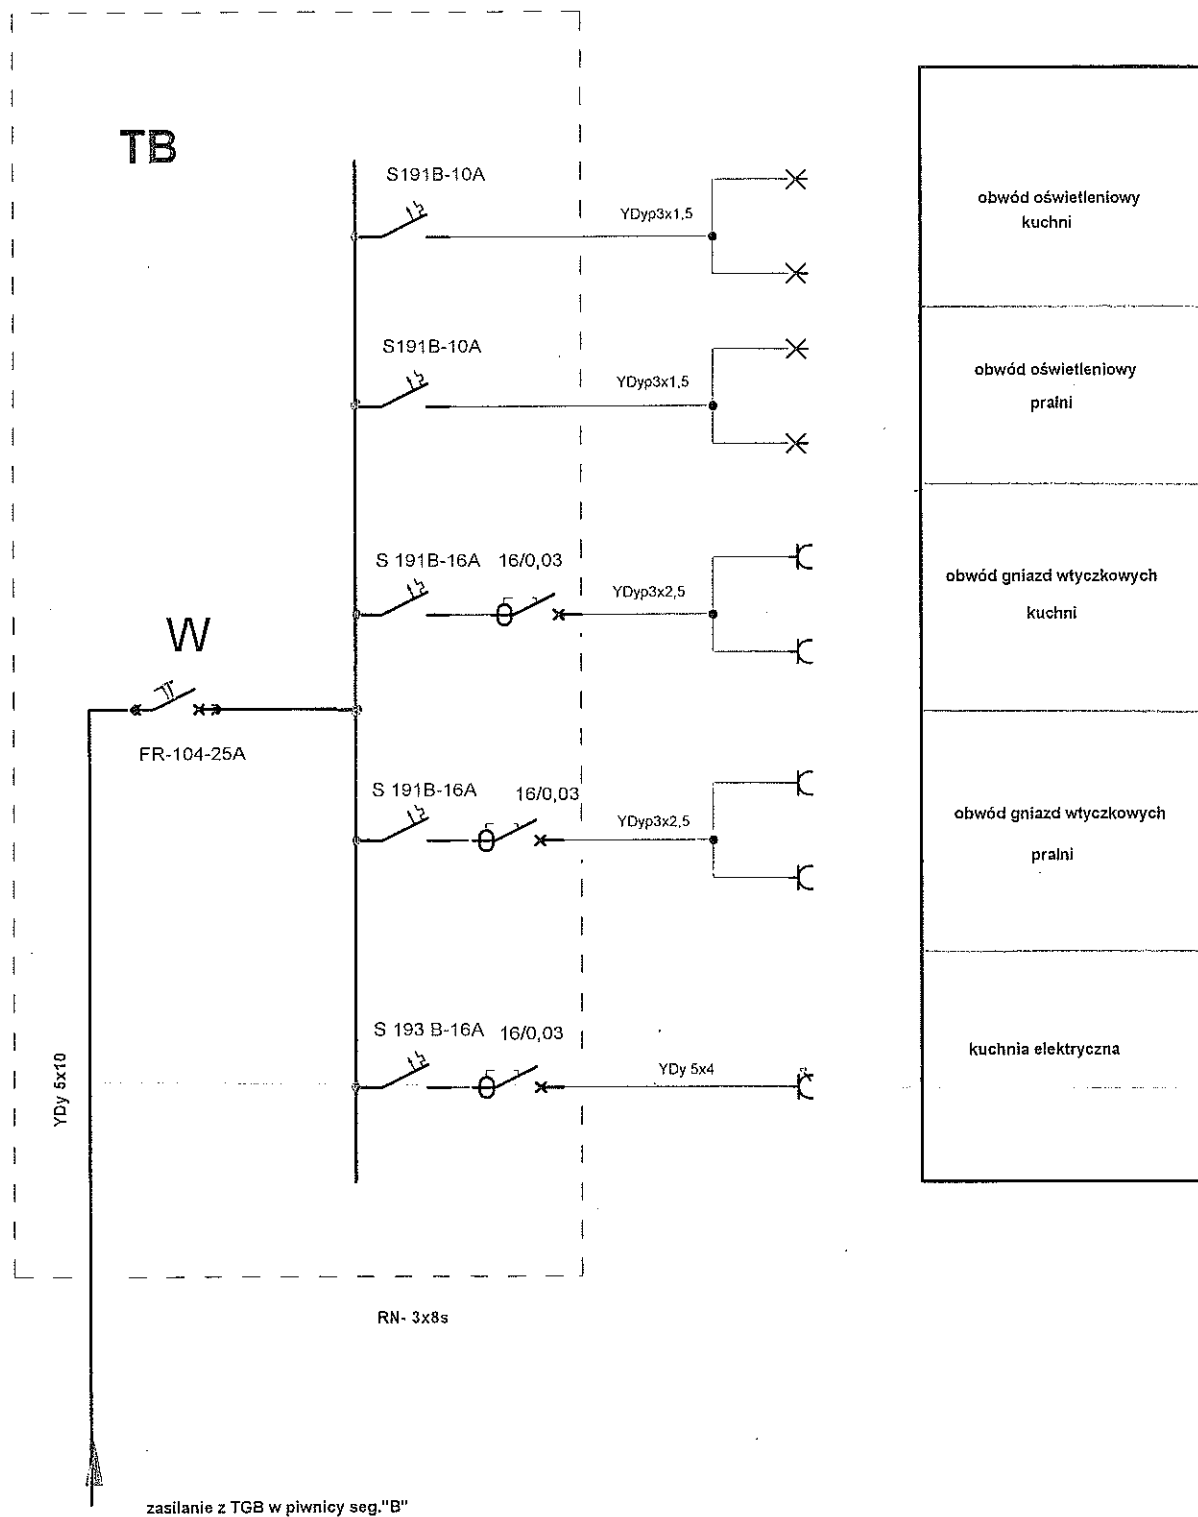 TB
S191B-10A
YDyp3x1,5
obwód oświetleniowy
kuchni
S191B-10A
YDyp3x1,5
obwód oświetleniowy
pralni
S 191B-16A
16/0,03
YDyp3x2,5
obwód gniazd wtyczkowych
kuchni
W
FR-104-25A
S 191B-16A
16/0,03
YDyp3x2,5
obwód gniazd wtyczkowych
pralni
S 193 B-16A
16/0,03
YDy 5x4
kuchnia elektryczna
YDy 5x10
RN- 3x8s
zasilanie z TGB w piwnicy seg."B"